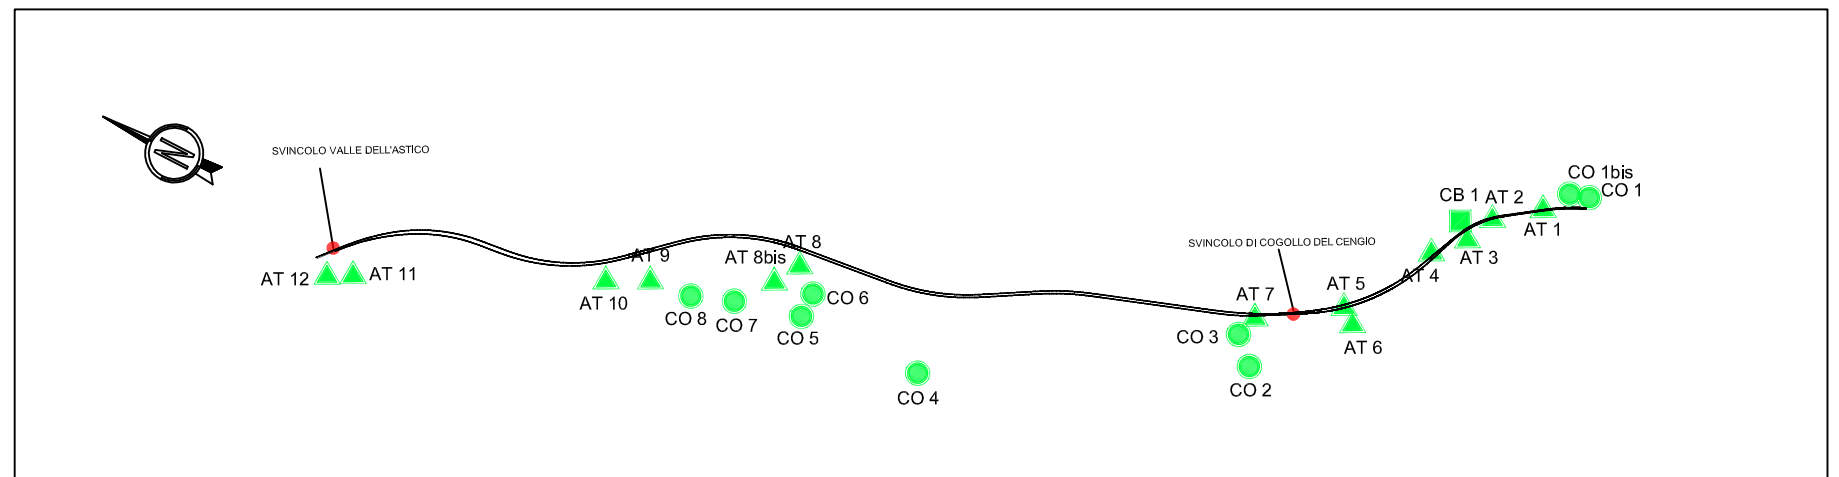 SVINCOLO VALLE DELL'ASTICO
N
CO 1bis
CO 1
CB 1
AT 2
AT 1
AT 3
SVINCOLO DI COGOLLO DEL CENGIO
AT 4
AT 8
AT 9
AT 8bis
AT 12
AT 11
AT 10
CO 8
CO 7
CO 6
CO 5
AT 7
AT 5
CO 3
AT 6
CO 2
CO 4